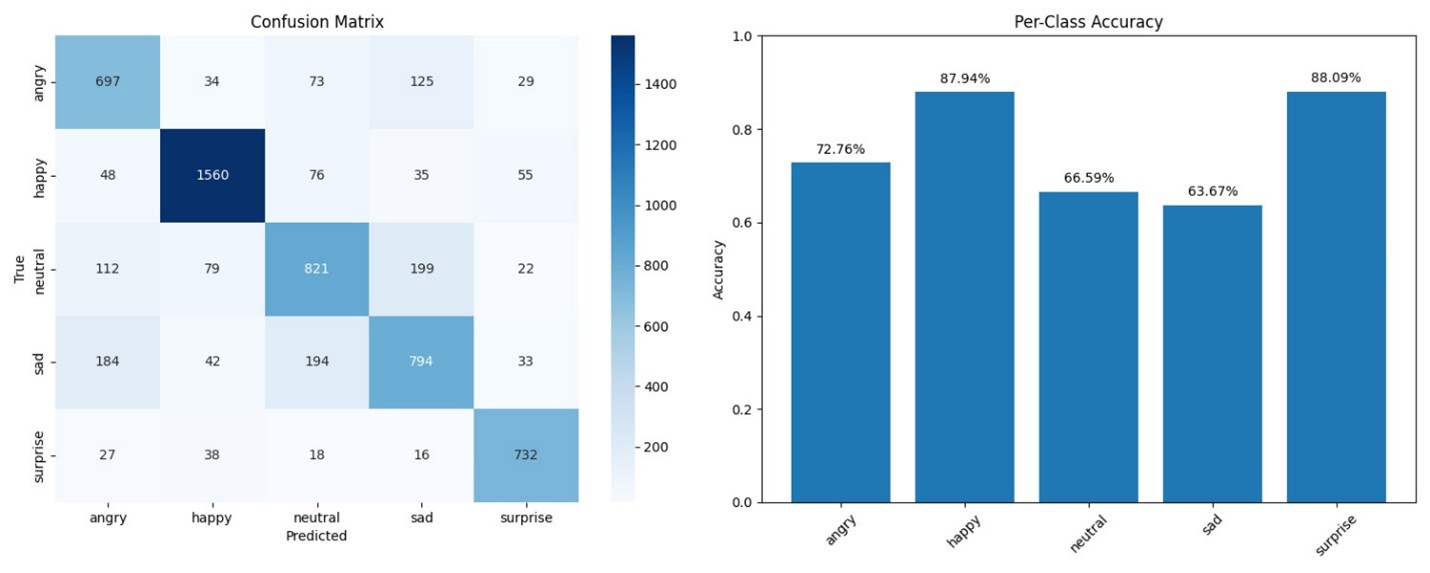 Confusion Matrix
angry 697 34 73 125 29
happy 48 1560 76 35 55
neutral 112 79 821 199 22
sad 184 42 194 794 33
surprise 27 38 18 16 732
True
angry happy neutral sad surprise
Predicted
1400
1200
1000
800
600
400
200
Per-Class Accuracy
Accuracy
1.0
0.8
0.6
0.4
0.2
0.0
72.76% 87.94% 66.59% 63.67% 88.09%
angry happy neutral sad surprise